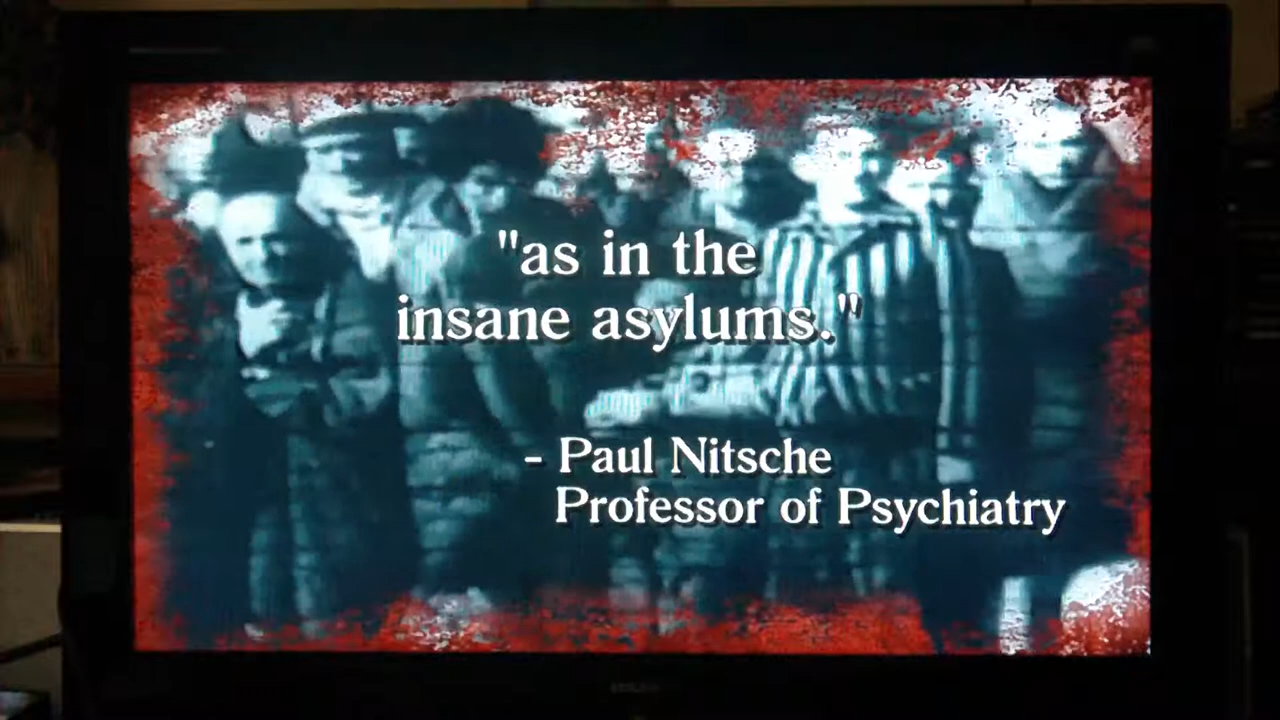 "as in the
insane asylums."
- Paul Nitsche
Professor of Psychiatry